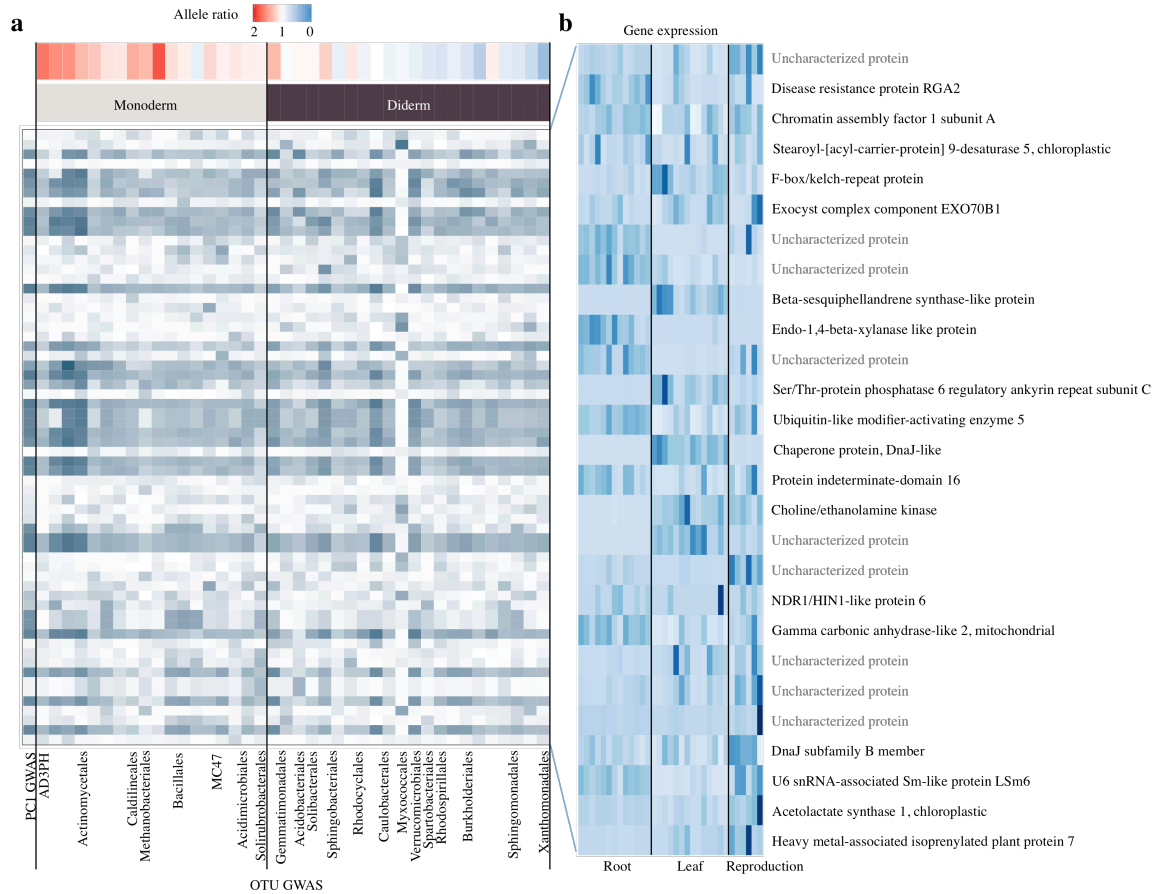 a
Allele ratio
2 1 0
Monoderm
Diderm
PC1 GWAS
AD3PH
Actinomycetales
Caldilineales
Methanobacteriales
Bacillales
MC47
Acidimicrobiales
Solirubrobacterales
Gemmatimonadales
Acidobacteriales
Solibacterales
Sphingobacteriales
Rhodocyclales
Caulobacterales
Myxococcales
Verrucomicrobiales
Spartobacteriales
Rhodospirillales
Burkholderiales
Sphingomonadales
Xanthomonadales
OTU GWAS
b
Gene expression
Uncharacterized protein
Disease resistance protein RGA2
Chromatin assembly factor 1 subunit A
Stearoyl-[acyl-carrier-protein] 9-desaturase 5, chloroplastic
F-box/kelch-repeat protein
Exocyst complex component EXO70B1
Uncharacterized protein
Uncharacterized protein
Beta-sesquiphellandrene synthase-like protein
Endo-1,4-beta-xylanase like protein
Uncharacterized protein
Ser/Thr-protein phosphatase 6 regulatory ankyrin repeat subunit C
Ubiquitin-like modifier-activating enzyme 5
Chaperone protein, DnaJ-like
Protein indeterminate-domain 16
Choline/ethanolamine kinase
Uncharacterized protein
Uncharacterized protein
NDR1/HIN1-like protein 6
Gamma carbonic anhydrase-like 2, mitochondrial
Uncharacterized protein
Uncharacterized protein
Uncharacterized protein
DnaJ subfamily B member
U6 snRNA-associated Sm-like protein LSm6
Acetolactate synthase 1, chloroplastic
Heavy metal-associated isoprenylated plant protein 7
Root
Leaf
Reproduction